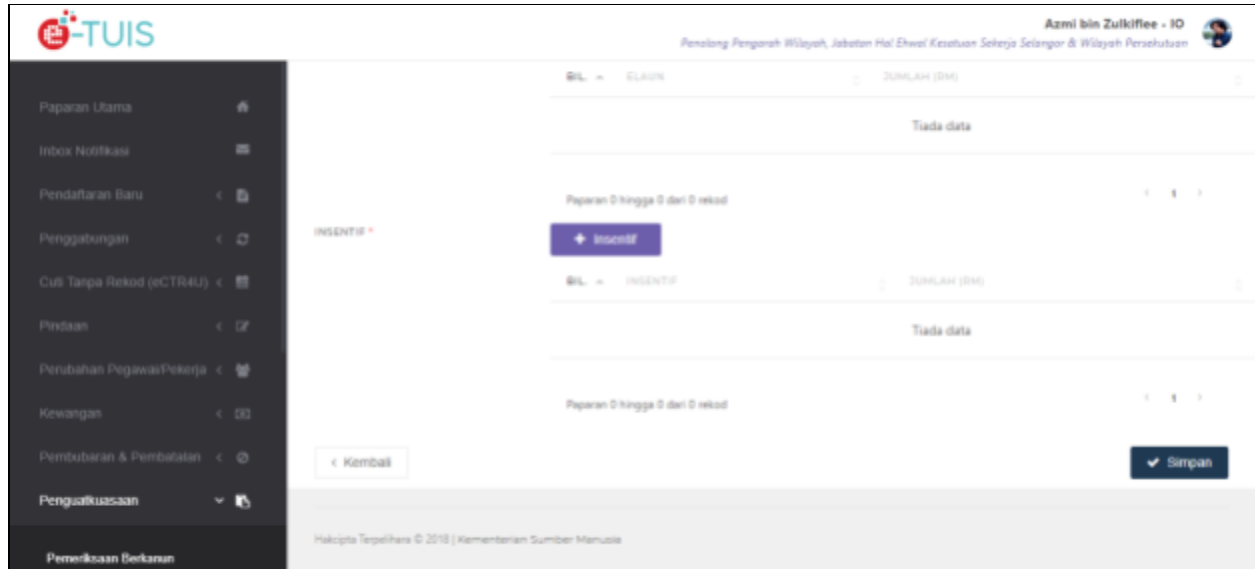 e-TUIS
Azmi bin Zulkiflee - IO
Penolong Pengarah Wilayah, Jabatan Hal Ehwal Kesatuan Sekerja Selangor & Wilayah Persekutuan
Paparan Utama
Inbox Notifikasi
Pendaftaran Baru
Penggabungan
Cuti Tanpa Rekod (eCTR4U)
Pindaan
Perubahan Pegawai/Pekerja
Kewangan
Pembubaran & Pembatalan
Penguatkuasaan
Pemeriksaan Berkanun
BIL. ELAUN JUMLAH (RM)
Tiada data
Paparan 0 hingga 0 dari 0 rekod
1
INSENTIF *
+ Insentif
BIL. INSENTIF JUMLAH (RM)
Tiada data
Paparan 0 hingga 0 dari 0 rekod
1
< Kembali
Simpan
Hakcipta Terpelihara © 2018 | Kementerian Sumber Manusia